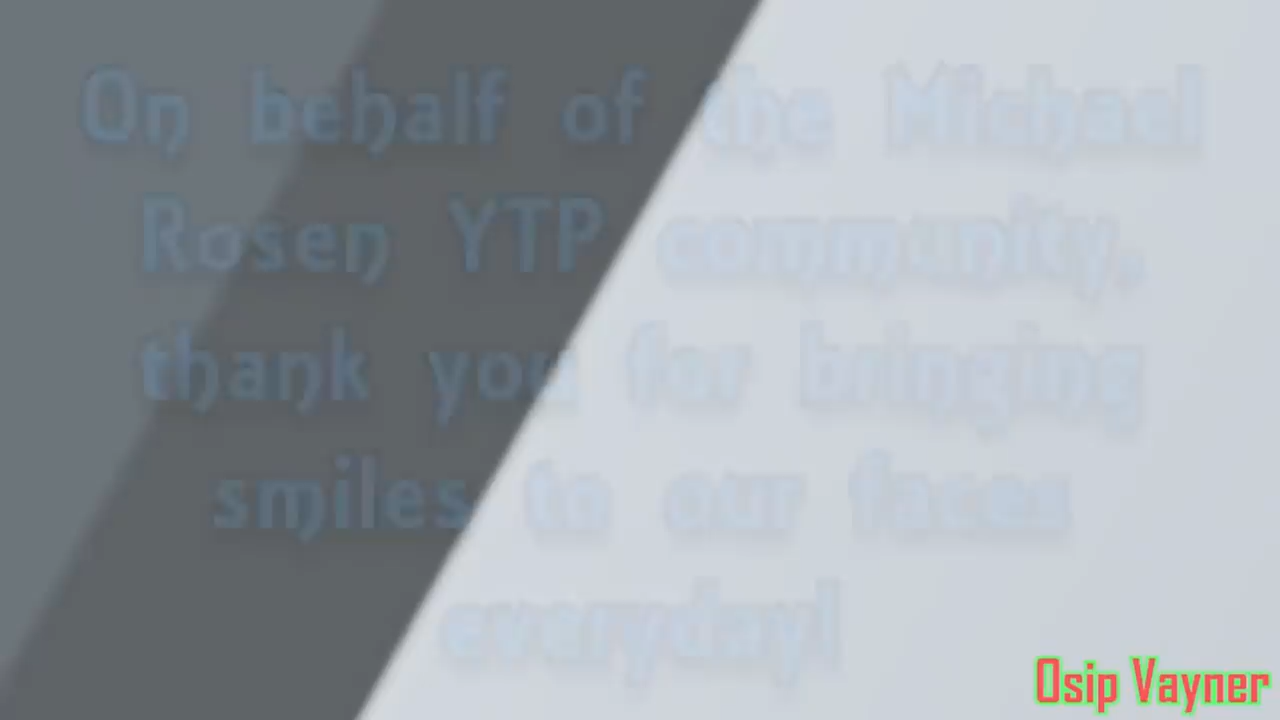 On behalf of the Michael
Rosen YTP community,
thank you for bringing
smiles to our faces
everyday!
Osip Vayner